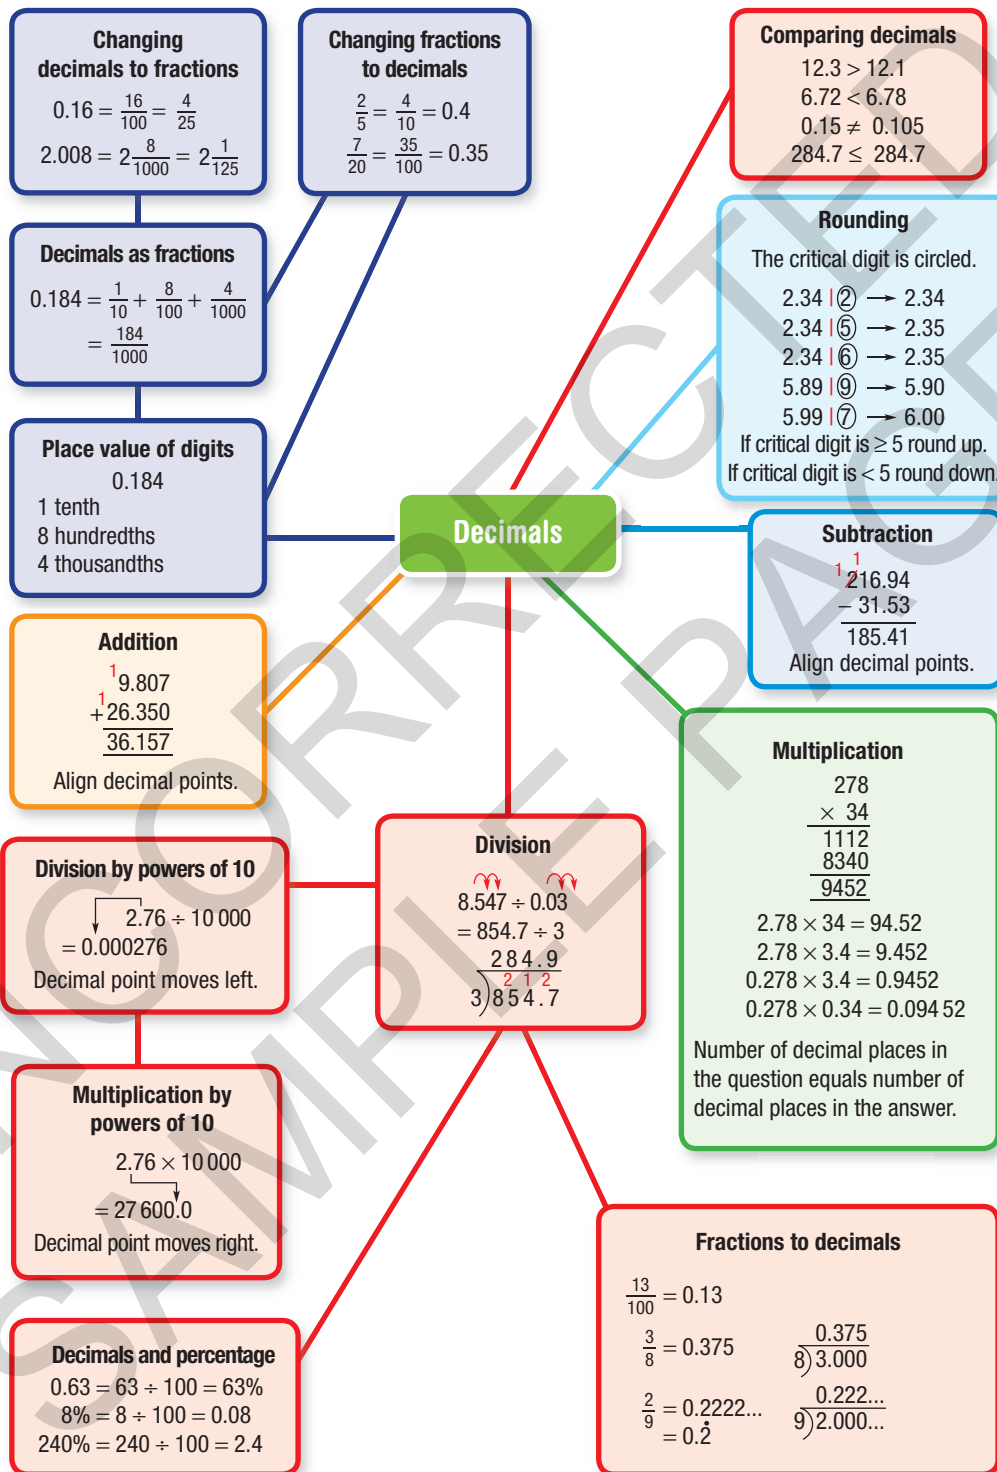 Changing
decimals to fractions
0.16 = 16/100 = 4/25
2.008 = 2 8/1000 = 2 1/125
Changing fractions
to decimals
2/5 = 4/10 = 0.4
7/20 = 35/100 = 0.35
Comparing decimals
12.3 > 12.1
6.72 < 6.78
0.15 ≠ 0.105
284.7 ≤ 284.7
Decimals as fractions
0.184 = 1/10 + 8/100 + 4/1000
= 184/1000
Rounding
The critical digit is circled.
2.34 | ② → 2.34
2.34 | ⑤ → 2.35
2.34 | ⑥ → 2.35
5.89 | ⑨ → 5.90
5.99 | ⑦ → 6.00
If critical digit is ≥ 5 round up.
If critical digit is < 5 round down.
Place value of digits
0.184
1 tenth
8 hundredths
4 thousandths
Decimals
Subtraction
1 1
216.94
− 31.53
185.41
Align decimal points.
Addition
1
9.807
1
+ 26.350
36.157
Align decimal points.
Multiplication
278
× 34
1112
8340
9452
2.78 × 34 = 94.52
2.78 × 3.4 = 9.452
0.278 × 3.4 = 0.9452
0.278 × 0.34 = 0.094 52
Number of decimal places in
the question equals number of
decimal places in the answer.
Division
8.547 ÷ 0.03
= 854.7 ÷ 3
284.9
2 1 2
3)854.7
Division by powers of 10
2.76 ÷ 10 000
= 0.000276
Decimal point moves left.
Multiplication by
powers of 10
2.76 × 10 000
= 27 600.0
Decimal point moves right.
Fractions to decimals
13/100 = 0.13
3/8 = 0.375
0.375
8)3.000
2/9 = 0.2222...
= 0.2̇
0.222...
9)2.000...
Decimals and percentage
0.63 = 63 ÷ 100 = 63%
8% = 8 ÷ 100 = 0.08
240% = 240 ÷ 100 = 2.4
UNCORRECTED
SAMPLE PAGE